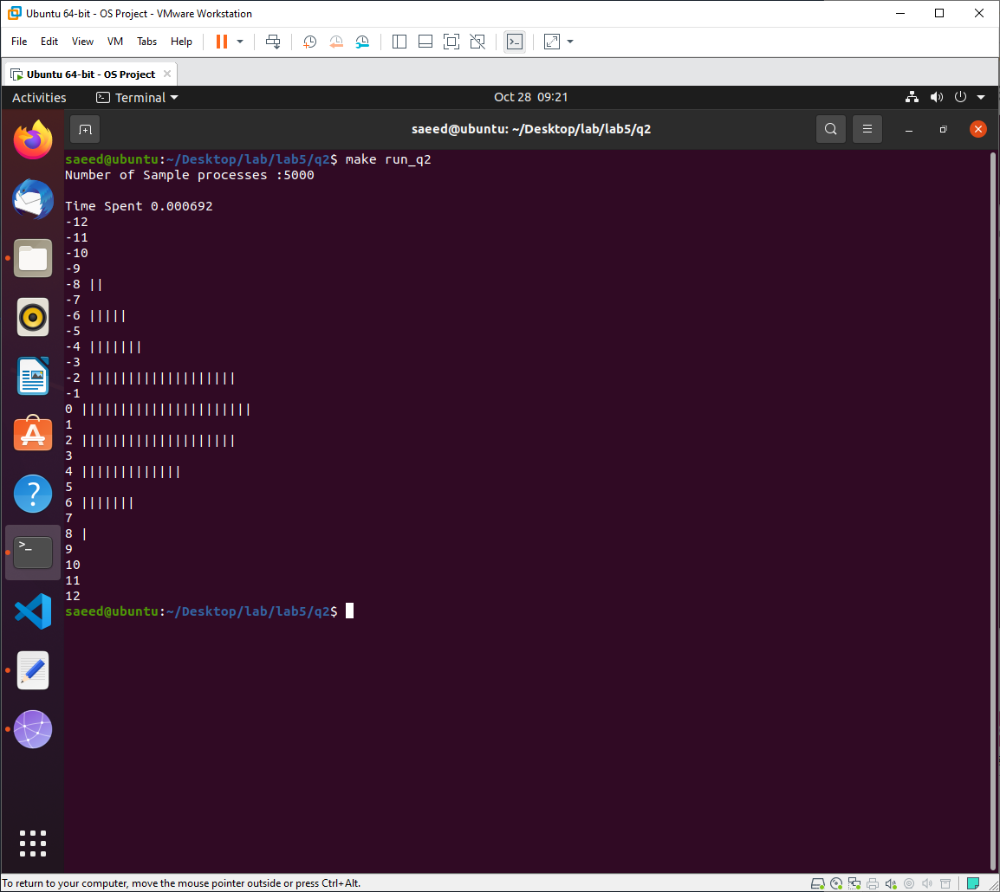 Ubuntu 64-bit - OS Project - VMware Workstation
File Edit View VM Tabs Help
Ubuntu 64-bit - OS Project
Activities Terminal Oct 28 09:21
saeed@ubuntu: ~/Desktop/lab/lab5/q2
saeed@ubuntu:~/Desktop/lab/lab5/q2$ make run_q2
Number of Sample processes :5000
Time Spent 0.000692
-12
-11
-10
-9
-8 ||
-7
-6 |||||
-5
-4 |||||||
-3
-2 |||||||||||||||||||
-1
0 ||||||||||||||||||||||
1
2 ||||||||||||||||||||
3
4 |||||||||||||
5
6 |||||||
7
8 |
9
10
11
12
saeed@ubuntu:~/Desktop/lab/lab5/q2$
To return to your computer, move the mouse pointer outside or press Ctrl+Alt.